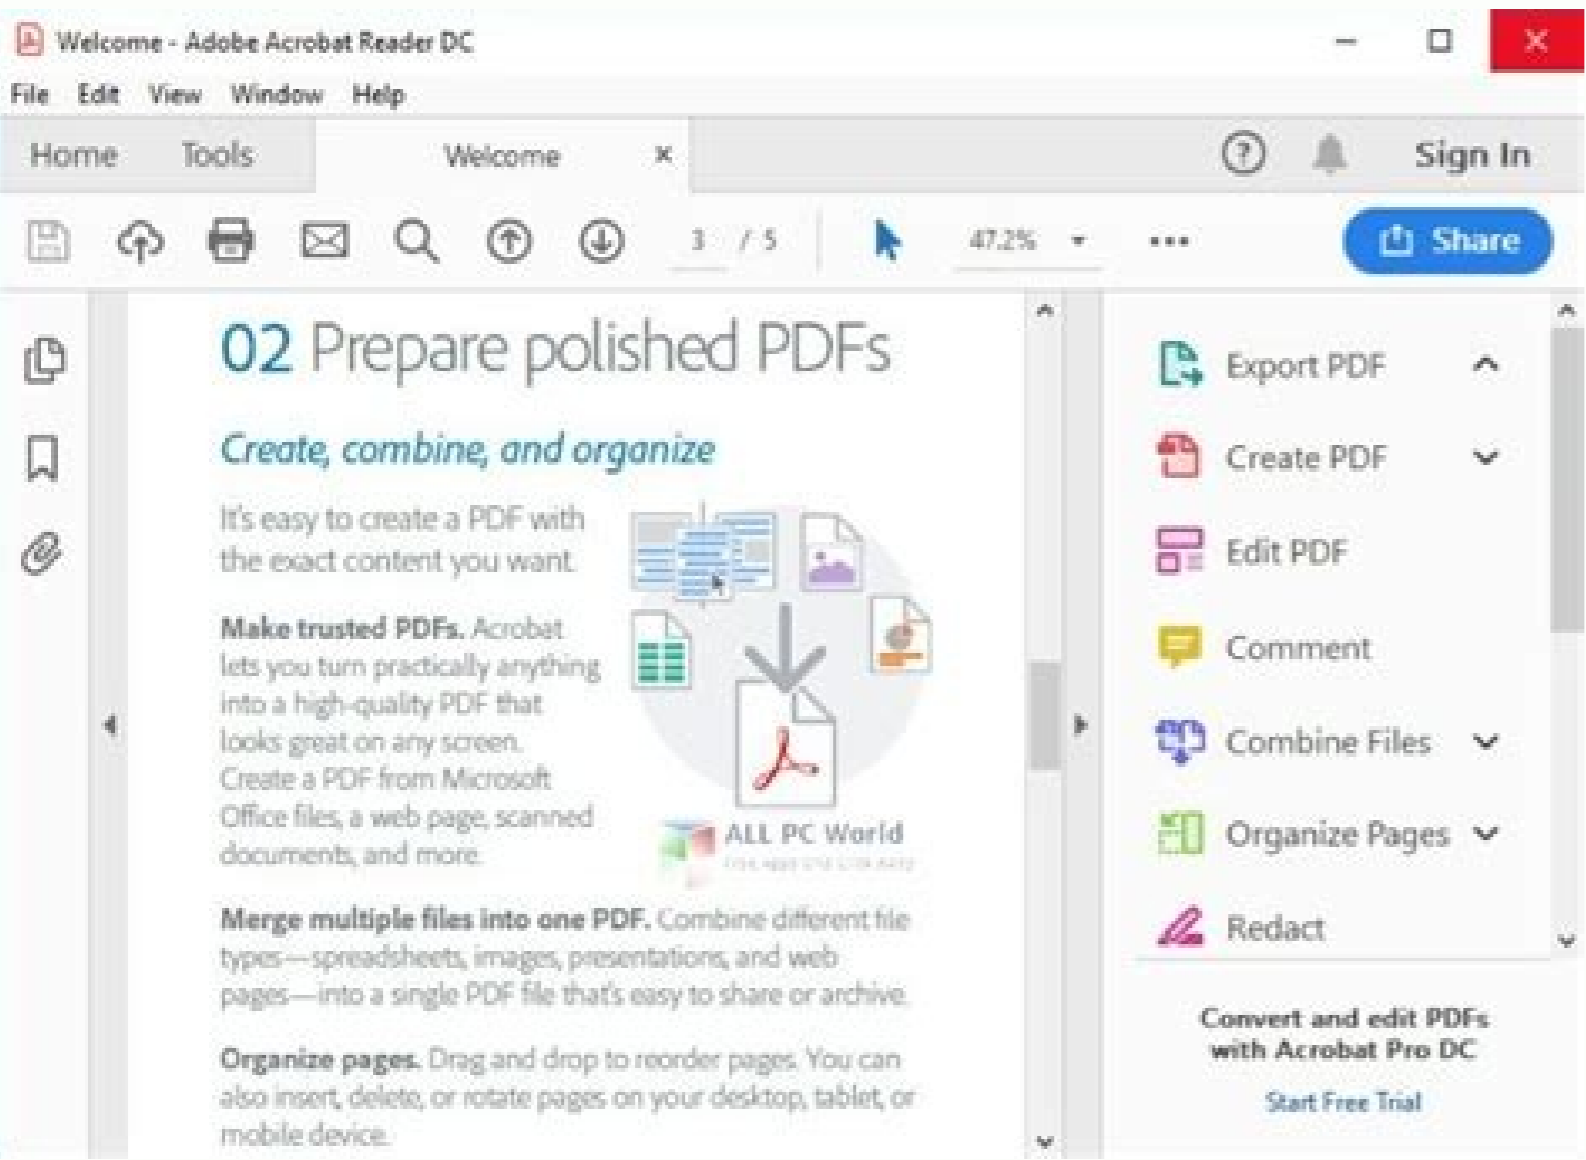 Welcome - Adobe Acrobat Reader DC
File Edit View Window Help
Home Tools Welcome × Sign In
3 / 5 47.2% Share
02 Prepare polished PDFs
Create, combine, and organize
It's easy to create a PDF with
the exact content you want.
Make trusted PDFs. Acrobat
lets you turn practically anything
into a high-quality PDF that
looks great on any screen.
Create a PDF from Microsoft
Office files, a web page, scanned
documents, and more.
ALL PC World
Merge multiple files into one PDF. Combine different file
types—spreadsheets, images, presentations, and web
pages—into a single PDF file that's easy to share or archive.
Organize pages. Drag and drop to reorder pages. You can
also insert, delete, or rotate pages on your desktop, tablet, or
mobile device.
Export PDF
Create PDF
Edit PDF
Comment
Combine Files
Organize Pages
Redact
Convert and edit PDFs
with Acrobat Pro DC
Start Free Trial